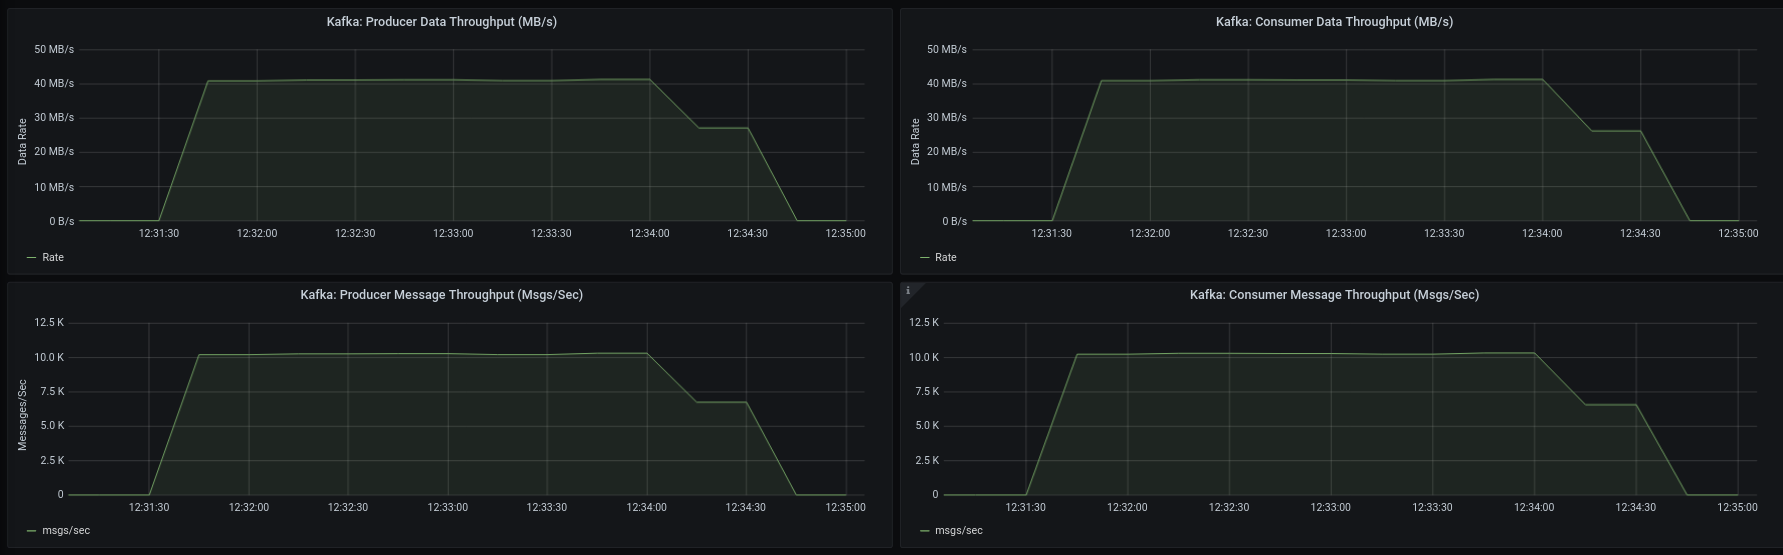 Kafka: Producer Data Throughput (MB/s)
50 MB/s
40 MB/s
30 MB/s
20 MB/s
10 MB/s
0 B/s
Data Rate
12:31:30 12:32:00 12:32:30 12:33:00 12:33:30 12:34:00 12:34:30 12:35:00
Rate
Kafka: Consumer Data Throughput (MB/s)
50 MB/s
40 MB/s
30 MB/s
20 MB/s
10 MB/s
0 B/s
Data Rate
12:31:30 12:32:00 12:32:30 12:33:00 12:33:30 12:34:00 12:34:30 12:35:00
Rate
Kafka: Producer Message Throughput (Msgs/Sec)
12.5 K
10.0 K
7.5 K
5.0 K
2.5 K
0
Messages/Sec
12:31:30 12:32:00 12:32:30 12:33:00 12:33:30 12:34:00 12:34:30 12:35:00
msgs/sec
i
Kafka: Consumer Message Throughput (Msgs/Sec)
12.5 K
10.0 K
7.5 K
5.0 K
2.5 K
0
12:31:30 12:32:00 12:32:30 12:33:00 12:33:30 12:34:00 12:34:30 12:35:00
msgs/sec